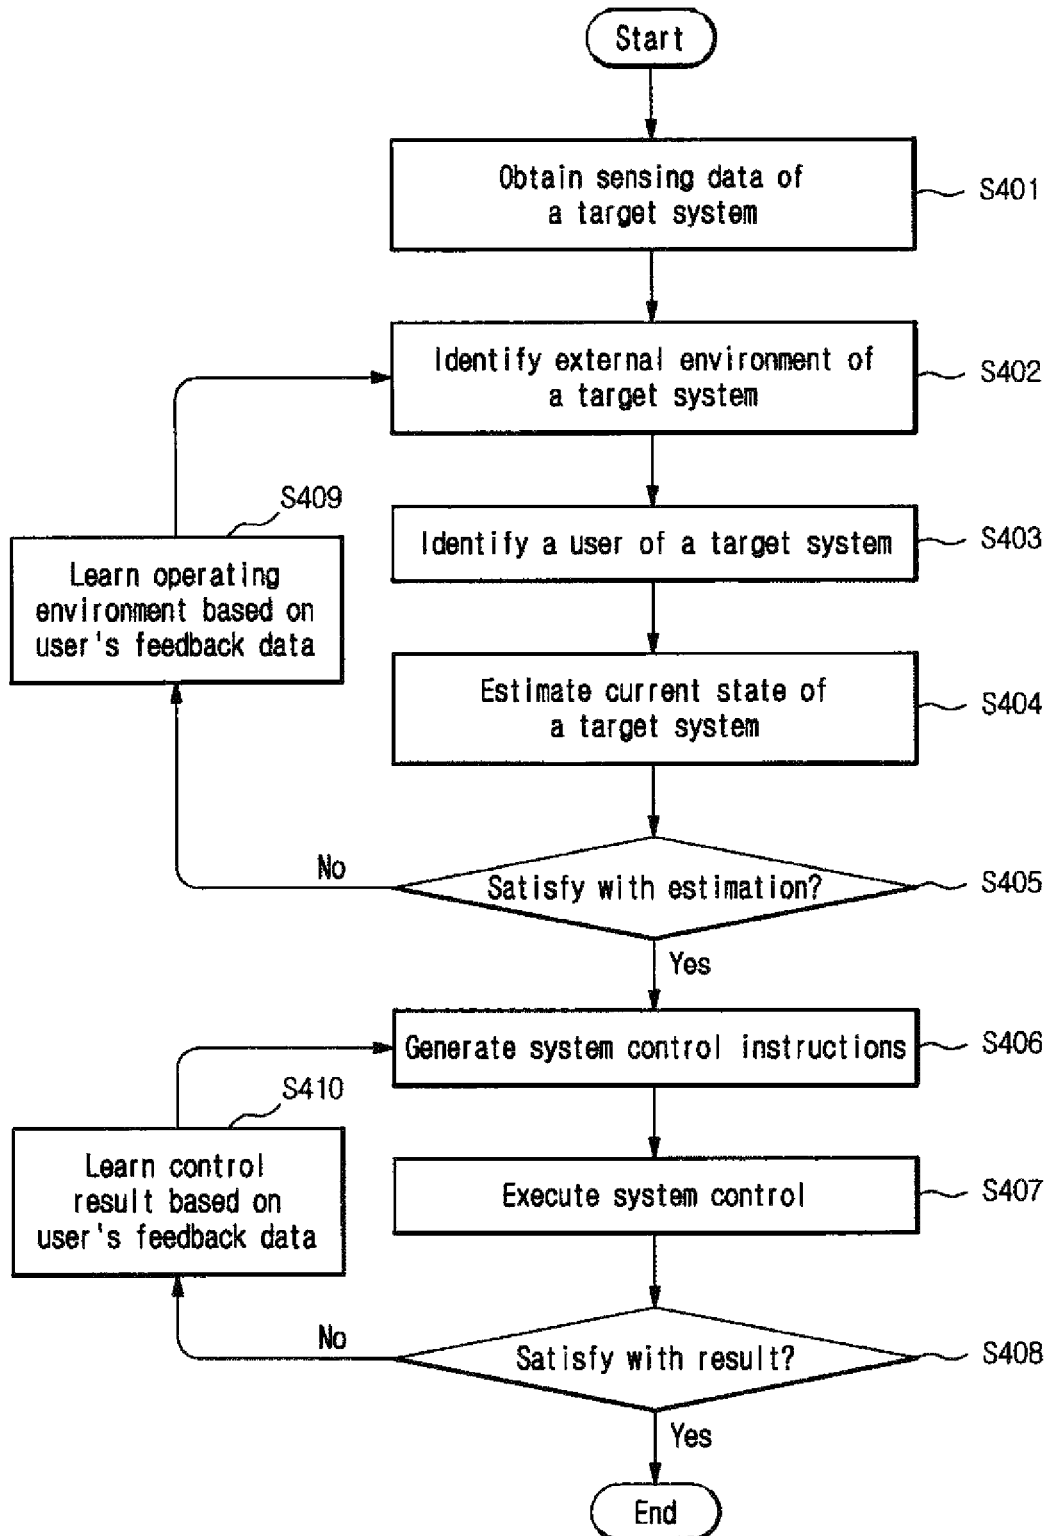 Start
Obtain sensing data of
a target system
S401
Identify external environment of
a target system
S402
S409
Learn operating
environment based on
user's feedback data
Identify a user of a target system
S403
Estimate current state of
a target system
S404
No
Satisfy with estimation?
S405
Yes
Generate system control instructions
S406
S410
Learn control
result based on
user's feedback data
Execute system control
S407
No
Satisfy with result?
S408
Yes
End